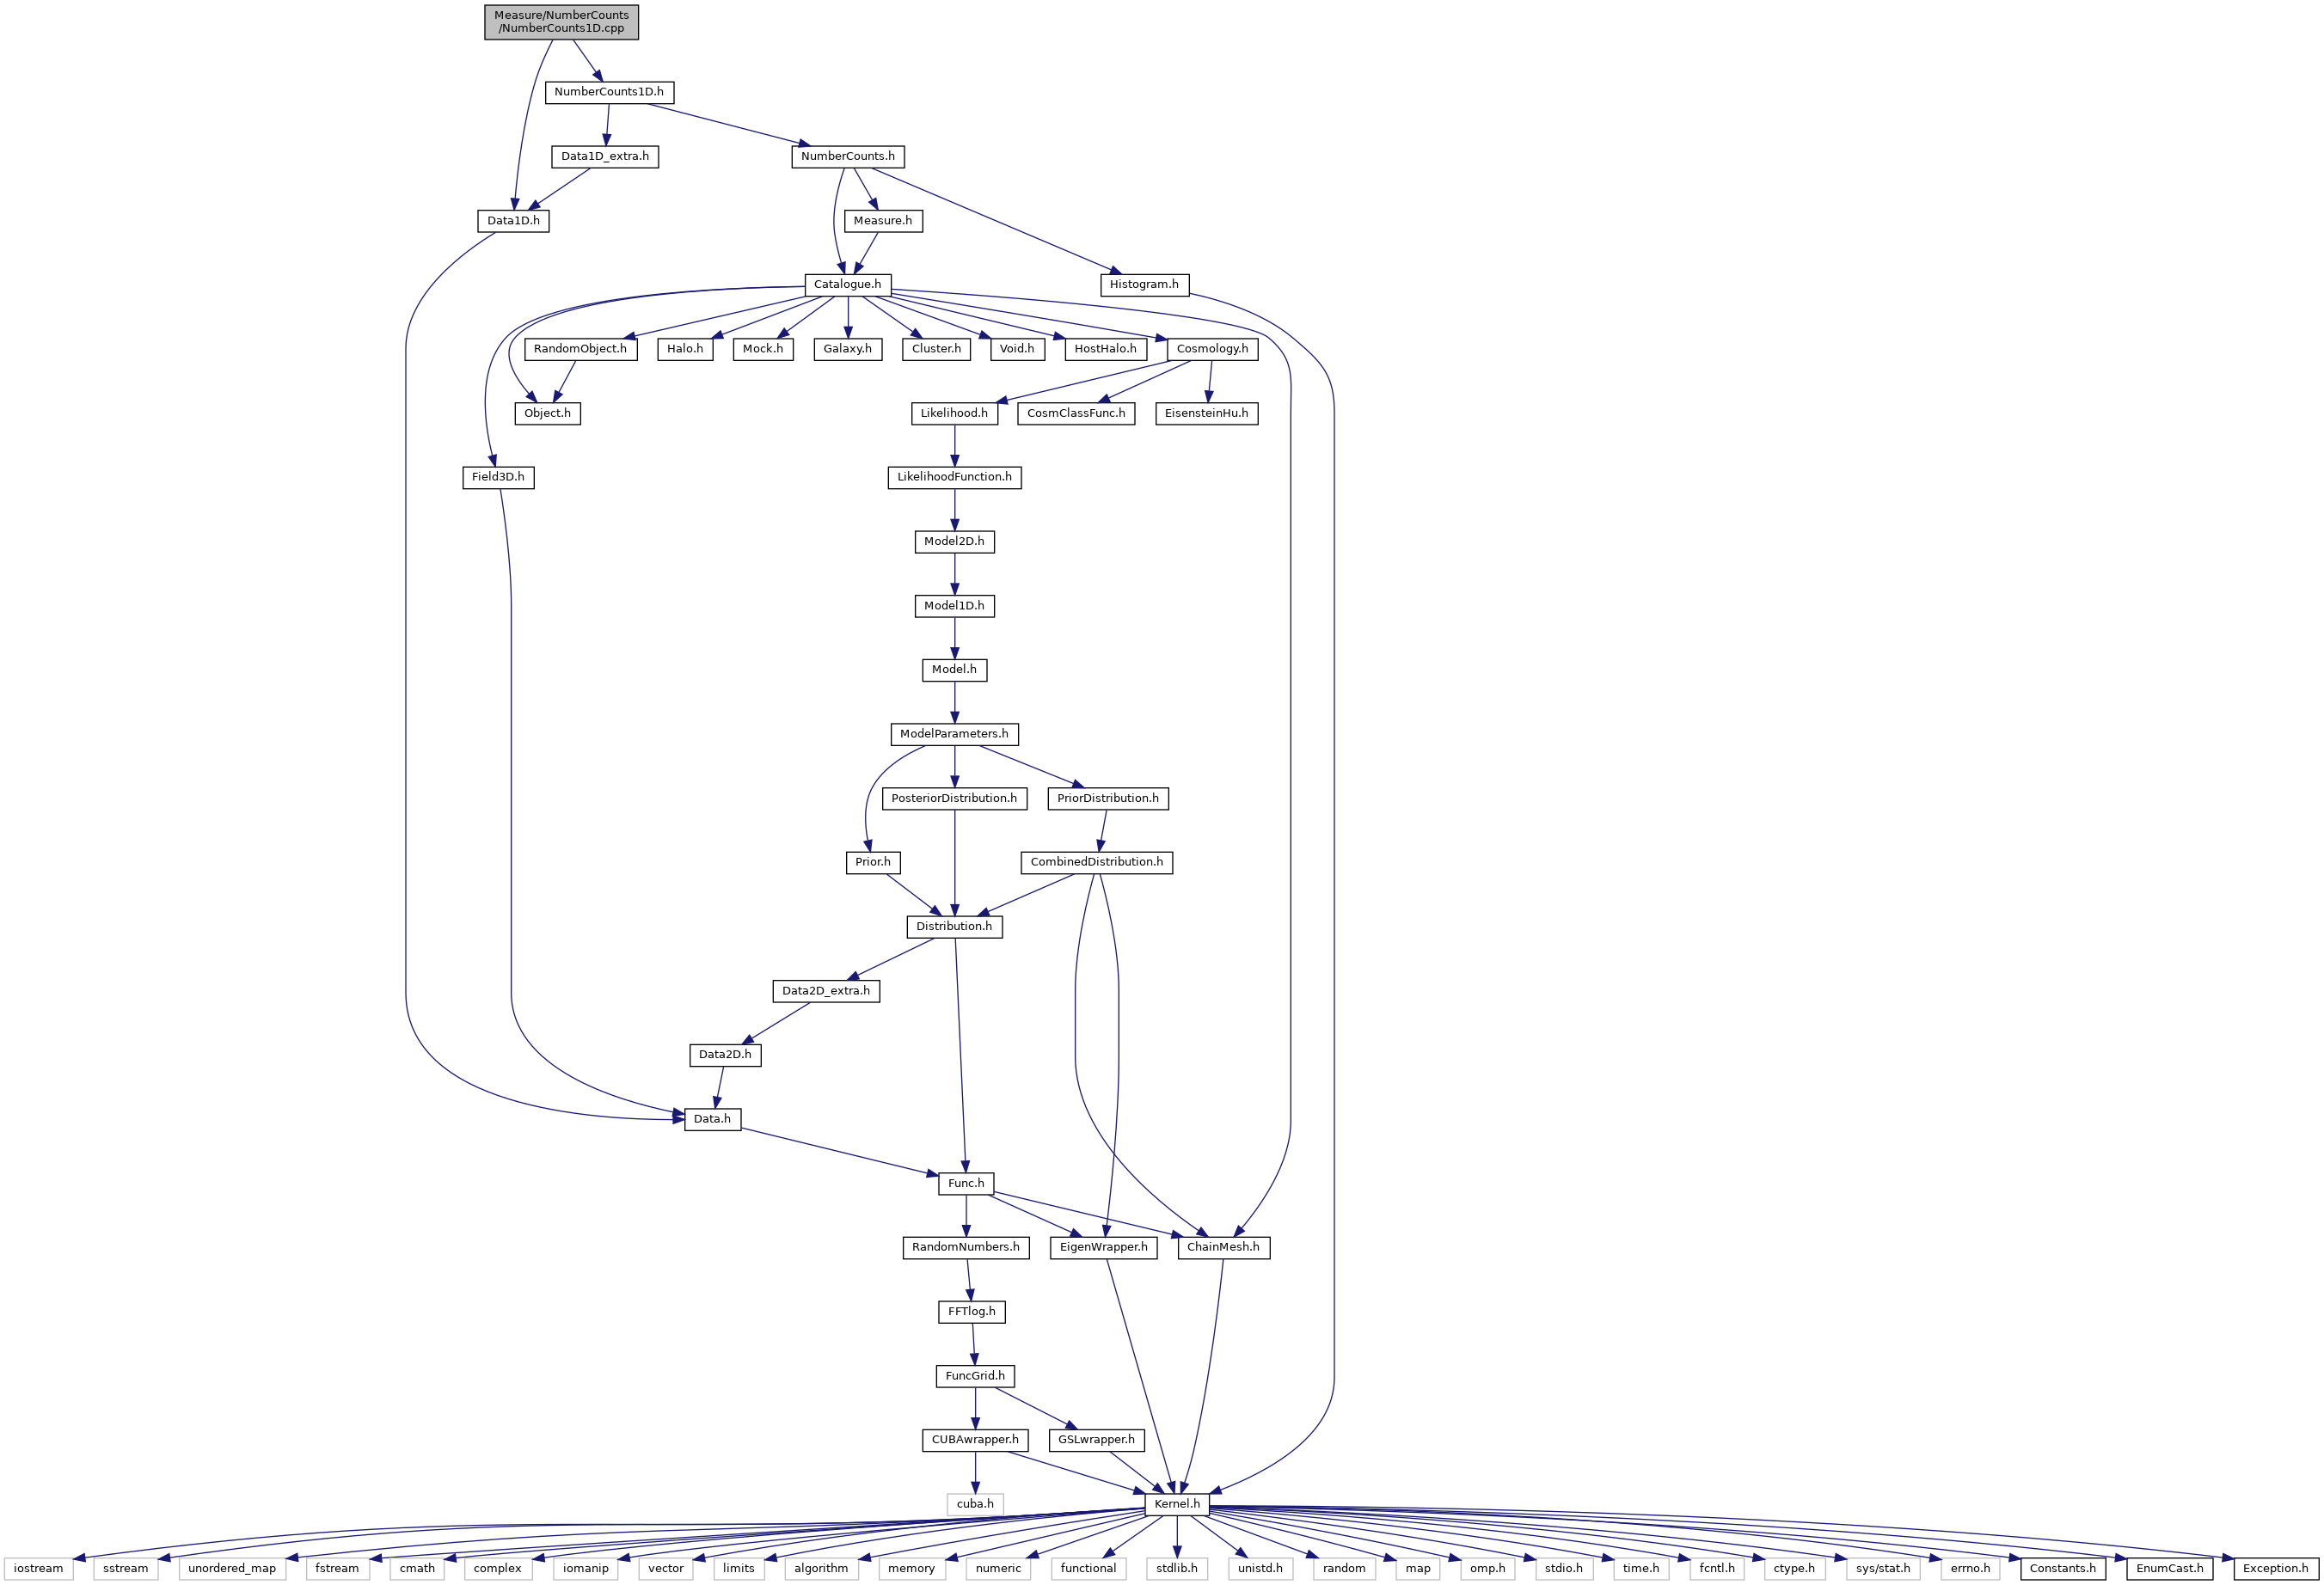 Measure/NumberCounts
/NumberCounts1D.cpp
NumberCounts1D.h
Data1D_extra.h
NumberCounts.h
Data1D.h
Measure.h
Catalogue.h
Histogram.h
RandomObject.h
Halo.h
Mock.h
Galaxy.h
Cluster.h
Void.h
HostHalo.h
Cosmology.h
Object.h
Likelihood.h
CosmClassFunc.h
EisensteinHu.h
Field3D.h
LikelihoodFunction.h
Model2D.h
Model1D.h
Model.h
ModelParameters.h
PosteriorDistribution.h
PriorDistribution.h
Prior.h
CombinedDistribution.h
Distribution.h
Data2D_extra.h
Data2D.h
Data.h
Func.h
RandomNumbers.h
EigenWrapper.h
ChainMesh.h
FFTlog.h
FuncGrid.h
CUBAwrapper.h
GSLwrapper.h
cuba.h
Kernel.h
iostream
sstream
unordered_map
fstream
cmath
complex
iomanip
vector
limits
algorithm
memory
numeric
functional
stdlib.h
unistd.h
random
map
omp.h
stdio.h
time.h
fcntl.h
ctype.h
sys/stat.h
errno.h
Constants.h
EnumCast.h
Exception.h